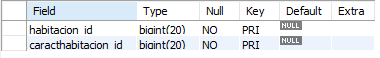 Field Type Null Key Default Extra
habitacion_id bigint(20) NO PRI NULL
caracthabitacion_id bigint(20) NO PRI NULL